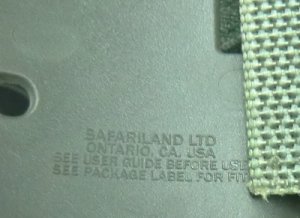 SAFARILAND LTD
ONTARIO, CA. USA
SEE USER GUIDE BEFORE USE
SEE PACKAGE LABEL FOR FIT